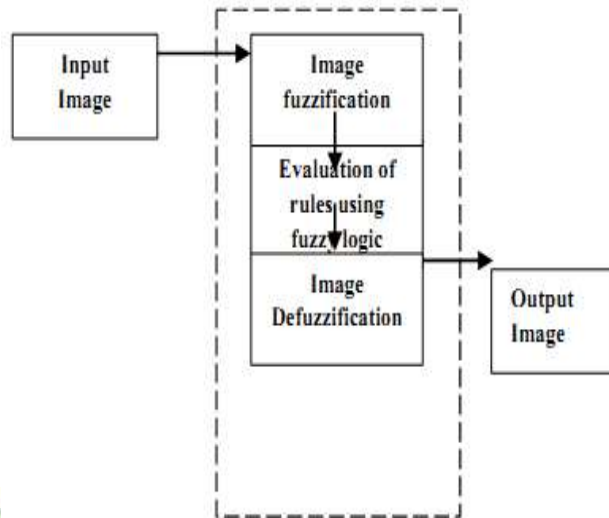 Input
Image
Image
fuzzification
Evaluation of
rules using
fuzzy logic
Image
Defuzzification
Output
Image